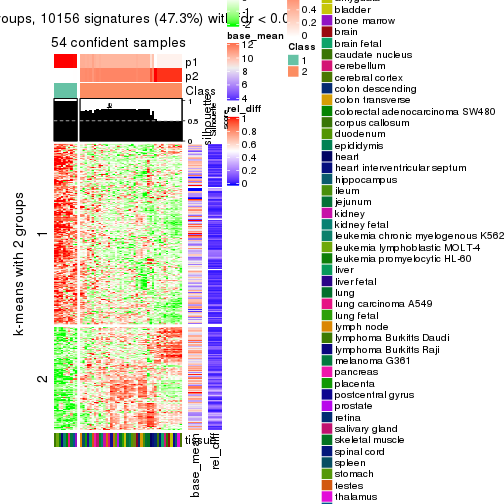 oups, 10156 signatures (47.3%) with fdr < 0.0
54 confident samples
p1
p2
Class
1
0.5
0
silhouette
k-means with 2 groups
1
2
tissue
base_mean
rel_diff
2
base_mean
12
10
8
6
4
rel_diff
1
0.8
0.6
0.4
0.2
0
0.4
0.2
0
Class
1
2
bladder
bone marrow
brain
brain fetal
caudate nucleus
cerebellum
cerebral cortex
colon descending
colon transverse
colorectal adenocarcinoma SW480
corpus callosum
duodenum
epididymis
heart
heart interventricular septum
hippocampus
ileum
jejunum
kidney
kidney fetal
leukemia chronic myelogenous K562
leukemia lymphoblastic MOLT-4
leukemia promyelocytic HL-60
liver
liver fetal
lung
lung carcinoma A549
lung fetal
lymph node
lymphoma Burkitts Daudi
lymphoma Burkitts Raji
melanoma G361
pancreas
placenta
postcentral gyrus
prostate
retina
salivary gland
skeletal muscle
spinal cord
spleen
stomach
testes
thalamus